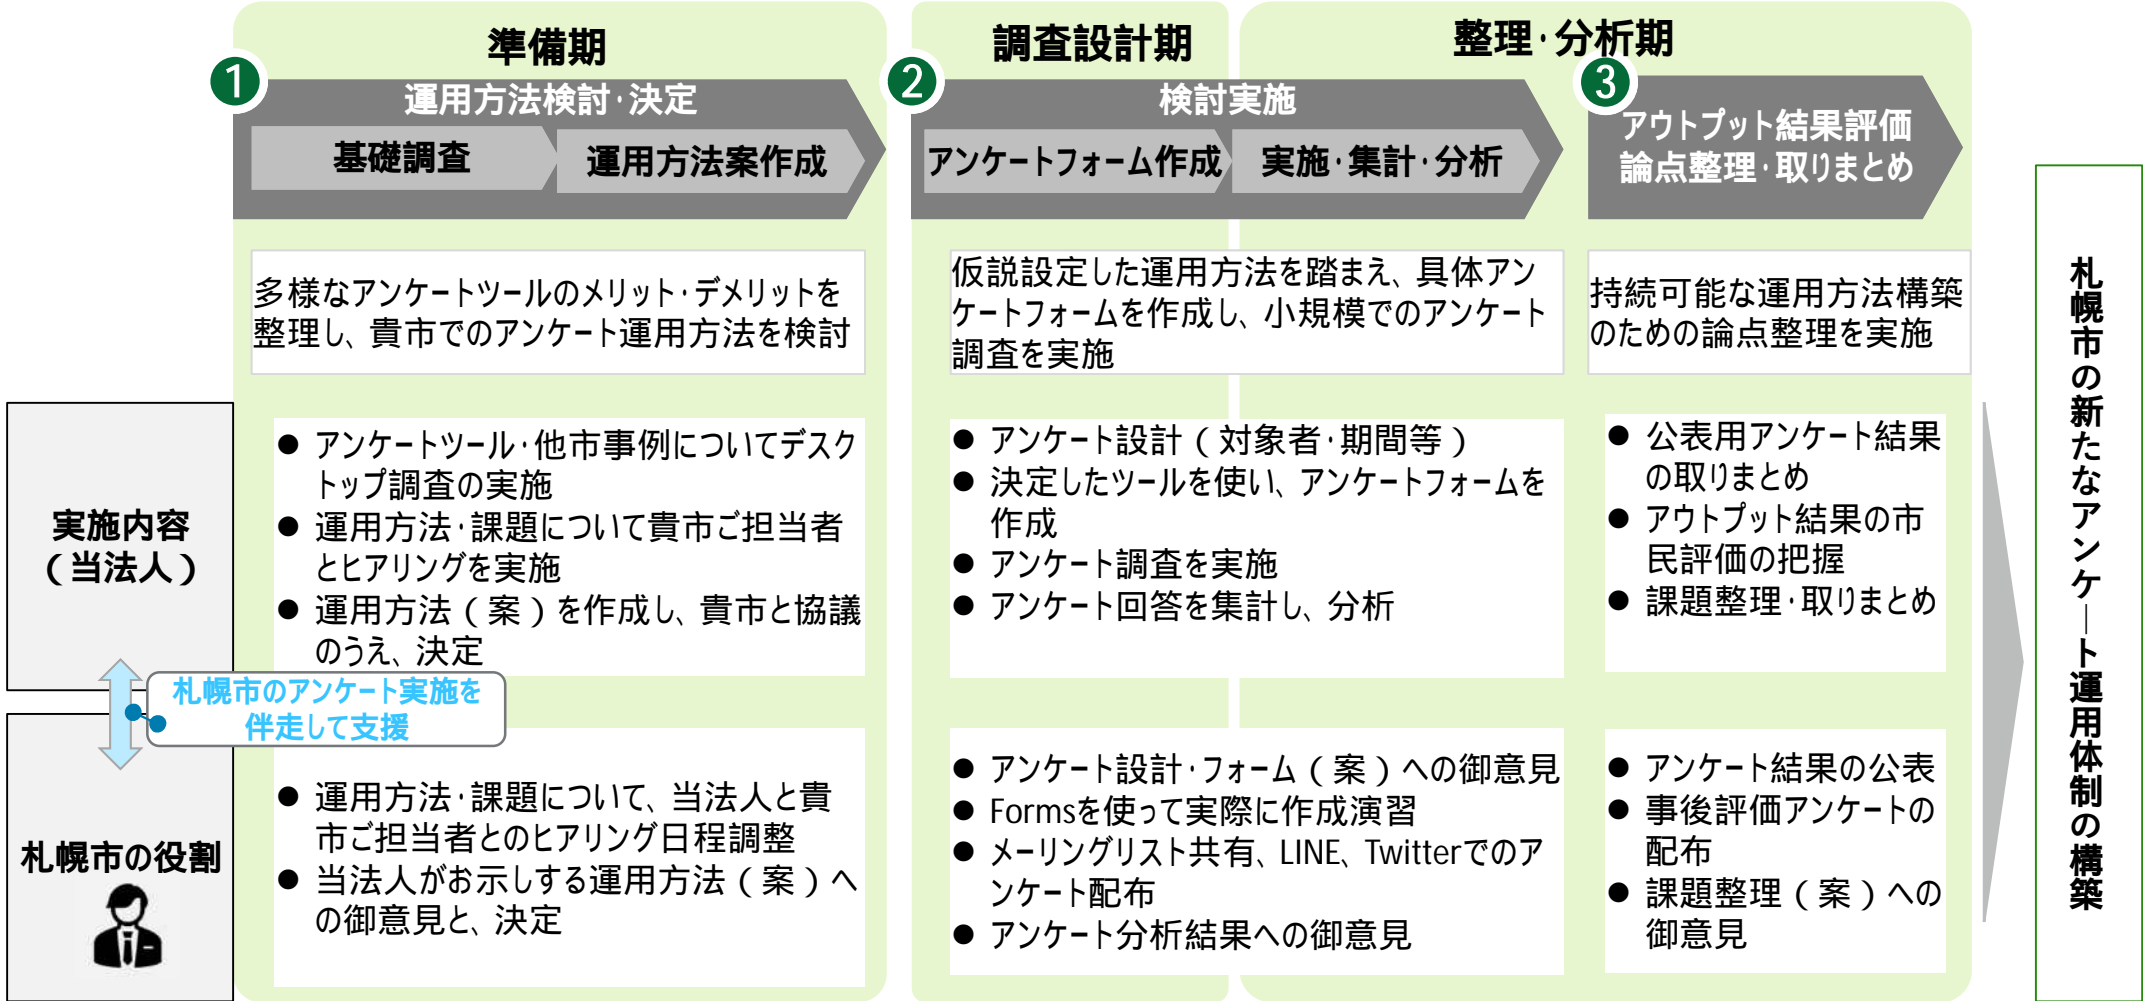 準備期
調査設計期
整理・分析期
1
運用方法検討・決定
基礎調査
運用方法案作成
2
検討実施
アンケートフォーム作成
実施・集計・分析
3
アウトプット結果評価
論点整理・取りまとめ
多様なアンケートツールのメリット・デメリットを
整理し、貴市でのアンケート運用方法を検討
仮説設定した運用方法を踏まえ、具体アン
ケートフォームを作成し、小規模でのアンケート
調査を実施
持続可能な運用方法構築
のための論点整理を実施
実施内容
（当法人）
● アンケートツール・他市事例についてデスク
トップ調査の実施
● 運用方法・課題について貴市ご担当者
とヒアリングを実施
● 運用方法（案）を作成し、貴市と協議
のうえ、決定
● アンケート設計（対象者・期間等）
● 決定したツールを使い、アンケートフォームを
作成
● アンケート調査を実施
● アンケート回答を集計し、分析
● 公表用アンケート結果
の取りまとめ
● アウトプット結果の市
民評価の把握
● 課題整理・取りまとめ
札幌市のアンケート実施を
伴走して支援
札幌市の役割
● 運用方法・課題について、当法人と貴
市ご担当者とのヒアリング日程調整
● 当法人がお示しする運用方法（案）へ
の御意見と、決定
● アンケート設計・フォーム（案）への御意見
● Formsを使って実際に作成演習
● メーリングリスト共有、LINE、Twitterでのア
ンケート配布
● アンケート分析結果への御意見
● アンケート結果の公表
● 事後評価アンケートの
配布
● 課題整理（案）への
御意見
札幌市の新たなアンケート運用体制の構築